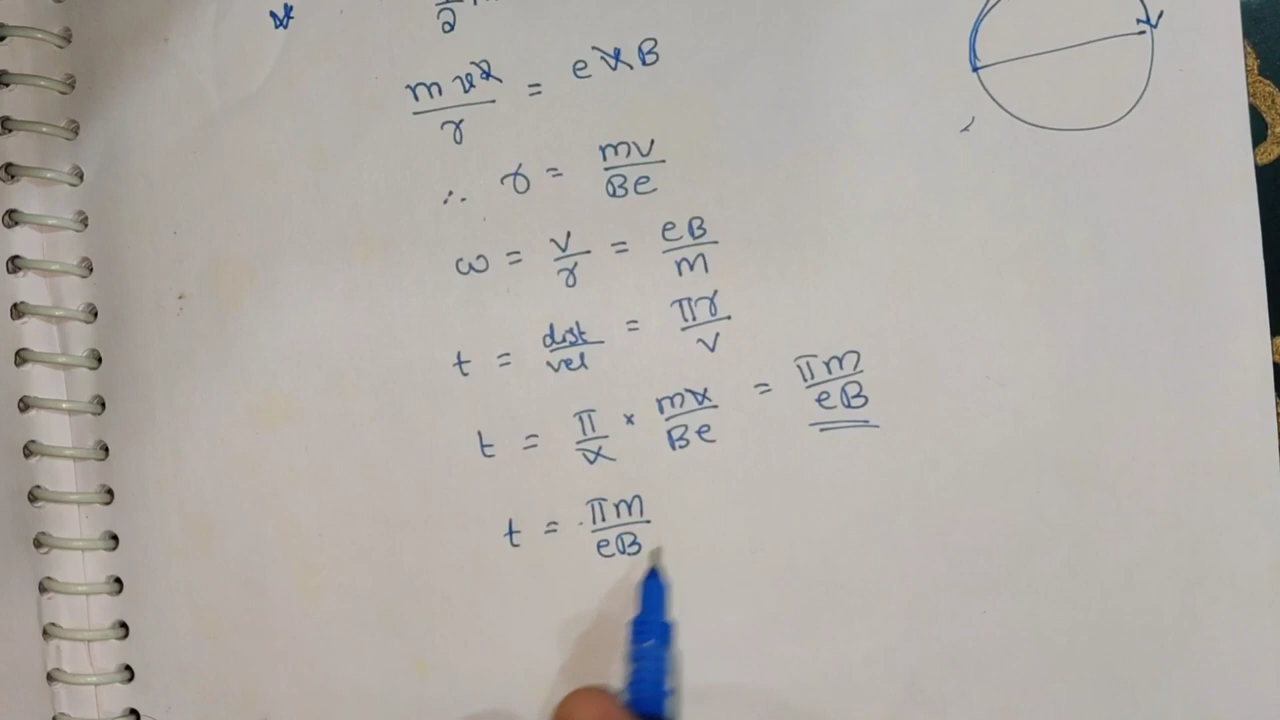 mv²/r = evB
∴ r = mv/Be
ω = v/r = eB/m
t = dist/vel = πr/v
t = π/v × mv/Be = πm/eB
t = πm/eB